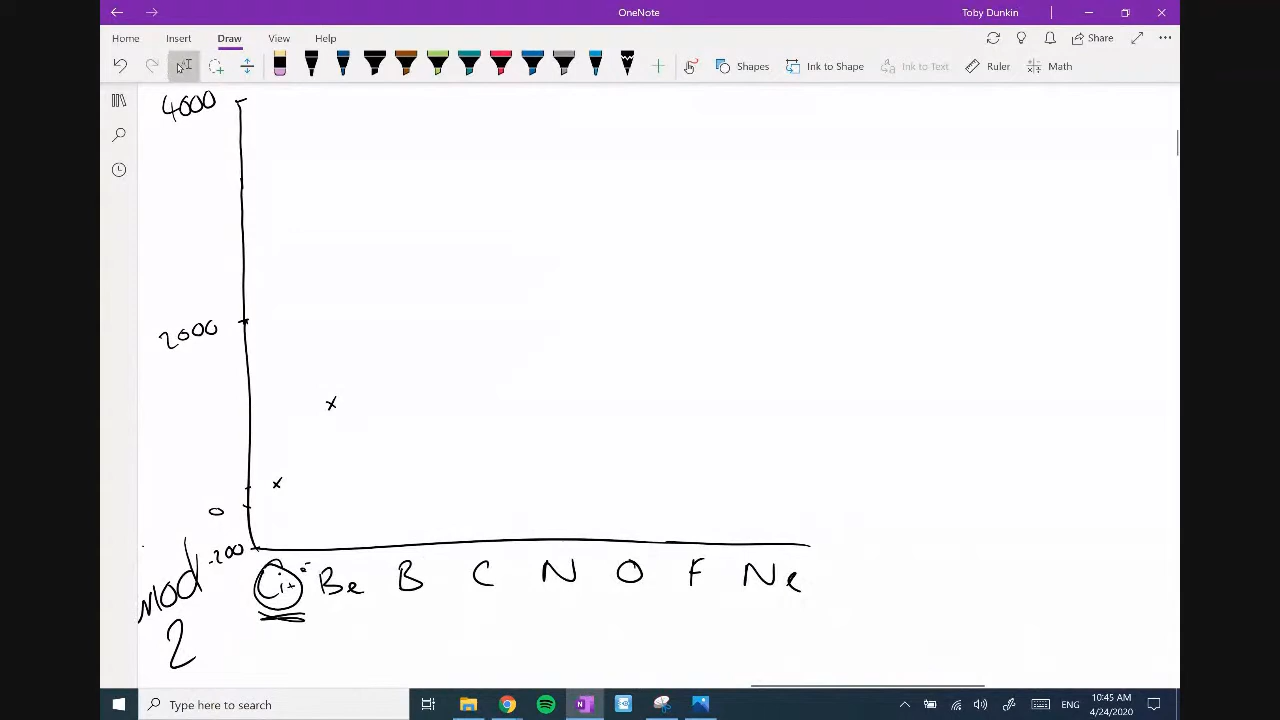 OneNote
Toby Dunkin
Home Insert Draw View Help
Share
Shapes Ink to Shape Ink to Text Ruler Math
4000
2000
0
-200
Li+ Be B C N O F Ne
mod
2
Type here to search
ENG
10:45 AM
4/24/2020